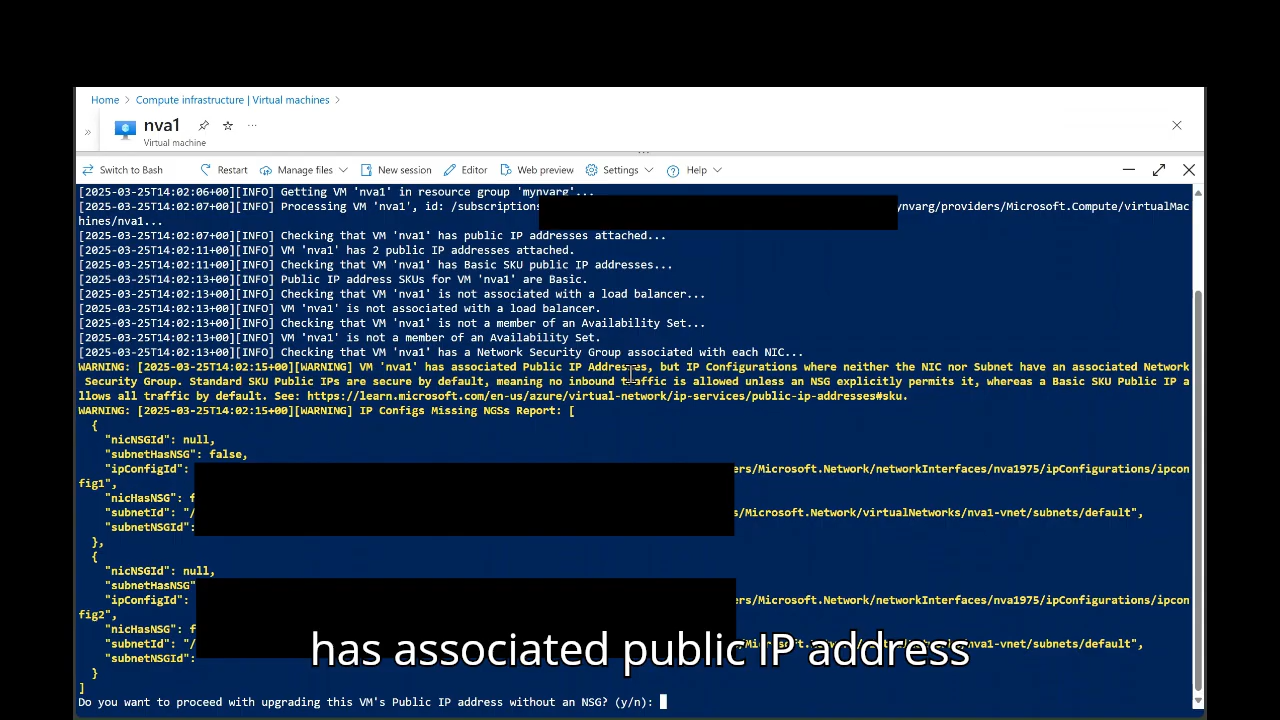 Home > Compute infrastructure | Virtual machines >
nva1
Virtual machine
Switch to Bash Restart Manage files New session Editor Web preview Settings Help
[2025-03-25T14:02:06+00][INFO] Getting VM 'nva1' in resource group 'mynvarg'...
[2025-03-25T14:02:07+00][INFO] Processing VM 'nva1', id: /subscriptions ynvarg/providers/Microsoft.Compute/virtualMac
hines/nva1...
[2025-03-25T14:02:07+00][INFO] Checking that VM 'nva1' has public IP addresses attached...
[2025-03-25T14:02:11+00][INFO] VM 'nva1' has 2 public IP addresses attached.
[2025-03-25T14:02:11+00][INFO] Checking that VM 'nva1' has Basic SKU public IP addresses...
[2025-03-25T14:02:13+00][INFO] Public IP address SKUs for VM 'nva1' are Basic.
[2025-03-25T14:02:13+00][INFO] Checking that VM 'nva1' is not associated with a load balancer...
[2025-03-25T14:02:13+00][INFO] VM 'nva1' is not associated with a load balancer.
[2025-03-25T14:02:13+00][INFO] Checking that VM 'nva1' is not a member of an Availability Set...
[2025-03-25T14:02:13+00][INFO] VM 'nva1' is not a member of an Availability Set.
[2025-03-25T14:02:13+00][INFO] Checking that VM 'nva1' has a Network Security Group associated with each NIC...
WARNING: [2025-03-25T14:02:15+00][WARNING] VM 'nva1' has associated Public IP Addresses, but IP Configurations where neither the NIC nor Subnet have an associated Network
Security Group. Standard SKU Public IPs are secure by default, meaning no inbound traffic is allowed unless an NSG explicitly permits it, whereas a Basic SKU Public IP a
llows all traffic by default. See: https://learn.microsoft.com/en-us/azure/virtual-network/ip-services/public-ip-addresses#sku.
WARNING: [2025-03-25T14:02:15+00][WARNING] IP Configs Missing NGSs Report: [
{
"nicNSGId": null,
"subnetHasNSG": false,
"ipConfigId": ers/Microsoft.Network/networkInterfaces/nva1975/ipConfigurations/ipcon
fig1",
"nicHasNSG": f
"subnetId": "/ s/Microsoft.Network/virtualNetworks/nva1-vnet/subnets/default",
"subnetNSGId":
},
{
"nicNSGId": null,
"subnetHasNSG"
"ipConfigId": ers/Microsoft.Network/networkInterfaces/nva1975/ipConfigurations/ipcon
fig2",
"nicHasNSG": f
"subnetId": "/ s/Microsoft.Network/virtualNetworks/nva1-vnet/subnets/default",
"subnetNSGId":
}
]
has associated public IP address
Do you want to proceed with upgrading this VM's Public IP address without an NSG? (y/n):